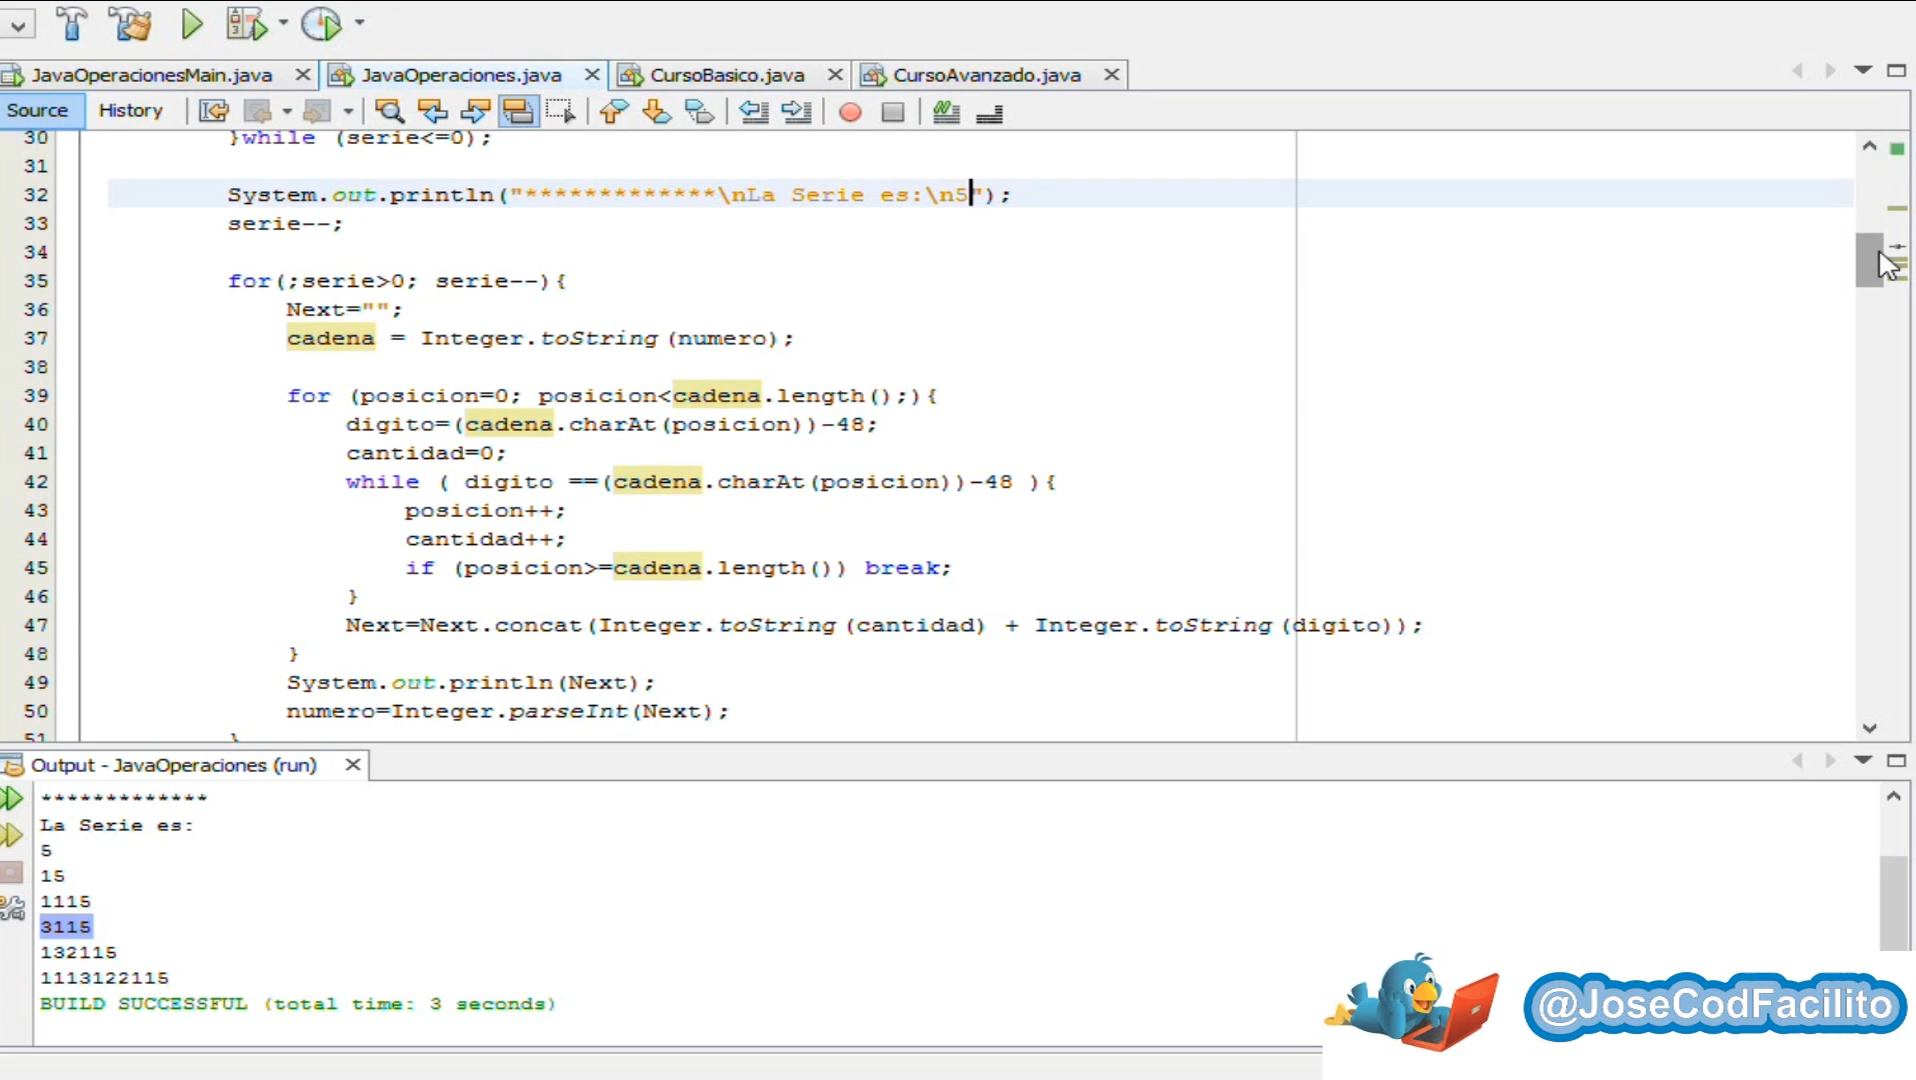 JavaOperacionesMain.java JavaOperaciones.java CursoBasico.java CursoAvanzado.java
Source History
30 }while (serie<=0);
31
32 System.out.println("*************\nLa Serie es:\n5");
33 serie--;
34
35 for(;serie>0; serie--){
36 Next="";
37 cadena = Integer.toString(numero);
38
39 for (posicion=0; posicion<cadena.length();){
40 digito=(cadena.charAt(posicion))-48;
41 cantidad=0;
42 while ( digito ==(cadena.charAt(posicion))-48 ){
43 posicion++;
44 cantidad++;
45 if (posicion>=cadena.length()) break;
46 }
47 Next=Next.concat(Integer.toString(cantidad) + Integer.toString(digito));
48 }
49 System.out.println(Next);
50 numero=Integer.parseInt(Next);
51 }
Output - JavaOperaciones (run)
*************
La Serie es:
5
15
1115
3115
132115
1113122115
BUILD SUCCESSFUL (total time: 3 seconds)
@JoseCodFacilito